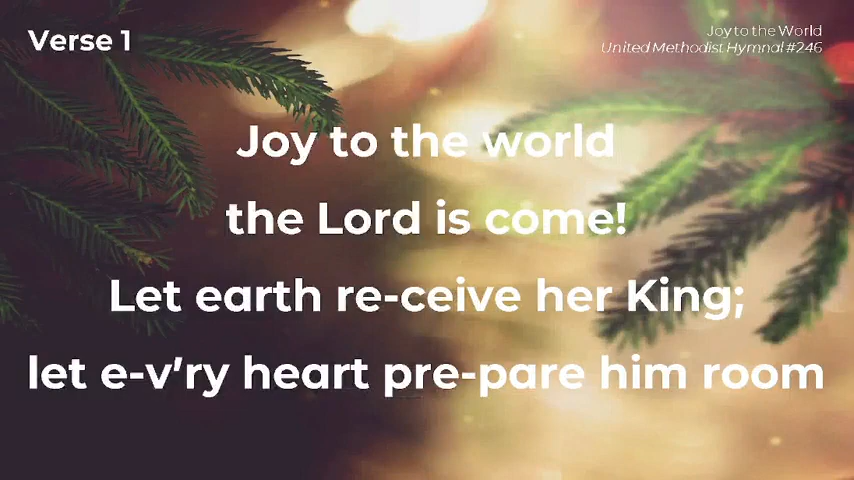 Verse 1
Joy to the World
United Methodist Hymnal #246
Joy to the world
the Lord is come!
Let earth re-ceive her King;
let e-v'ry heart pre-pare him room